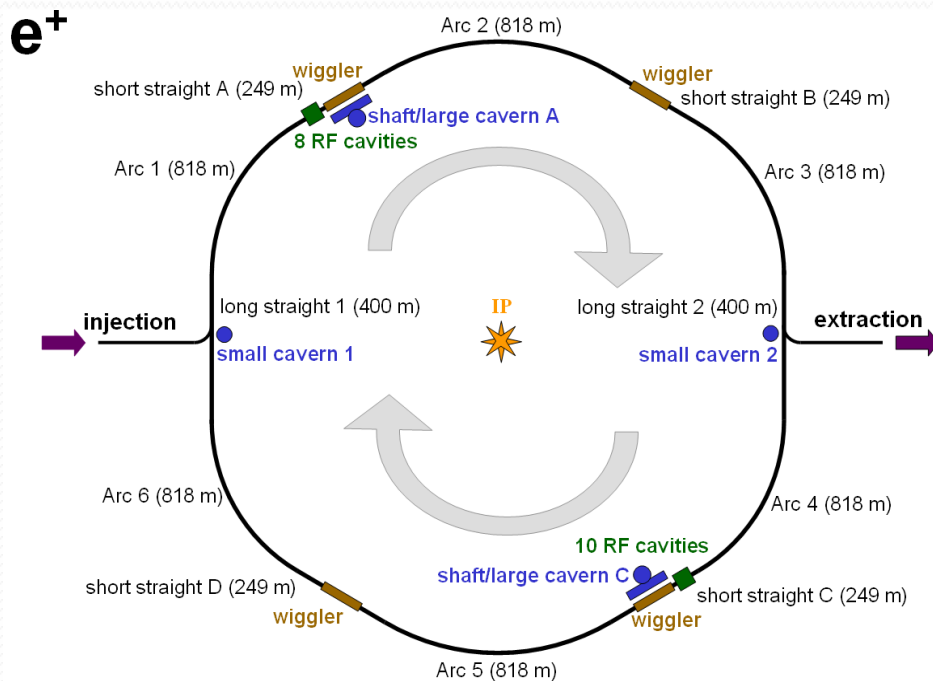 e+
Arc 2 (818 m)
wiggler
wiggler
short straight A (249 m)
short straight B (249 m)
shaft/large cavern A
8 RF cavities
Arc 1 (818 m)
Arc 3 (818 m)
long straight 1 (400 m)
IP
long straight 2 (400 m)
injection
extraction
small cavern 1
small cavern 2
Arc 6 (818 m)
Arc 4 (818 m)
10 RF cavities
shaft/large cavern C
short straight D (249 m)
short straight C (249 m)
wiggler
wiggler
Arc 5 (818 m)